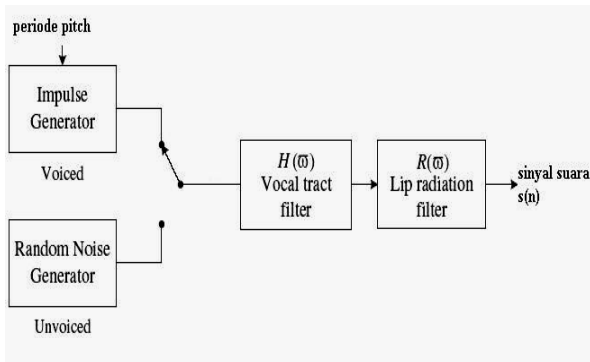 periode pitch
Impulse
Generator
Voiced
H(ϖ)
Vocal tract
filter
R(ϖ)
Lip radiation
filter
sinyal suara
s(n)
Random Noise
Generator
Unvoiced